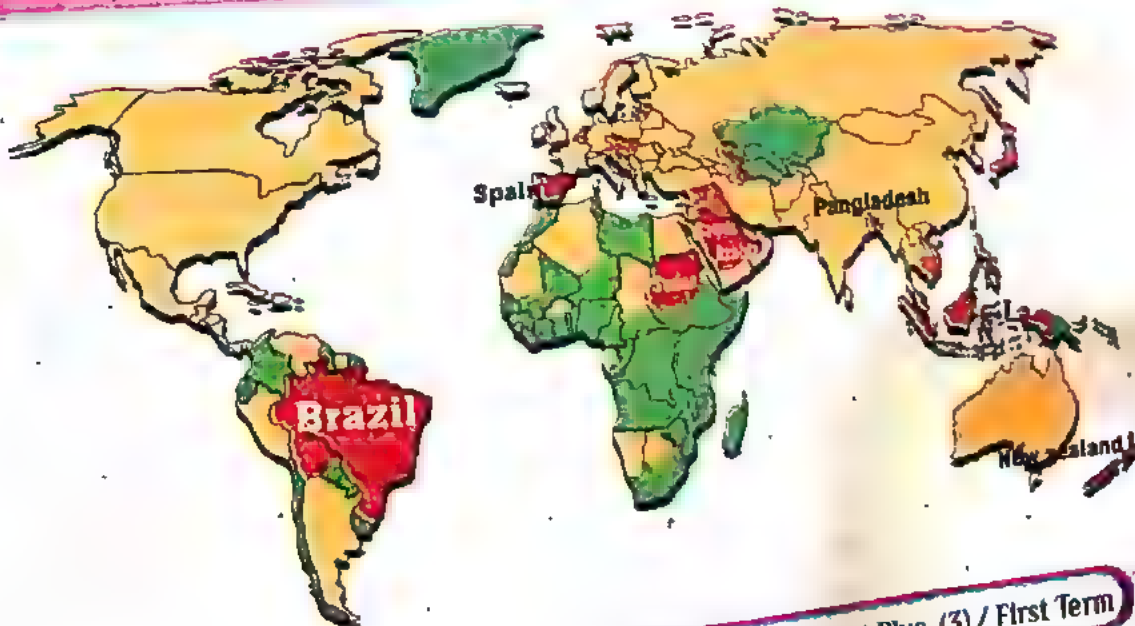 Spain
Pangladesh
Brazil
New zealand
(3) / First Term